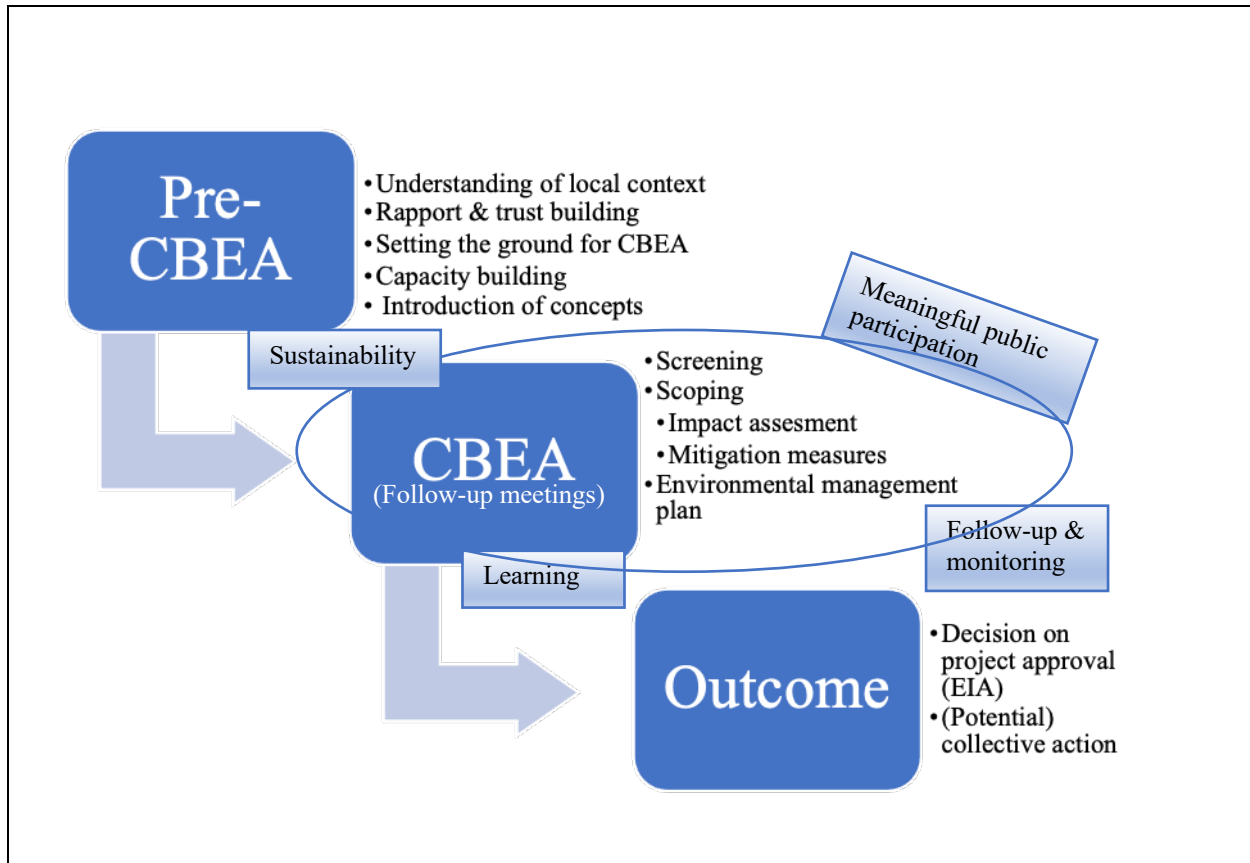 Pre-
CBEA
•Understanding of local context
•Rapport & trust building
•Setting the ground for CBEA
•Capacity building
• Introduction of concepts
Sustainability
Meaningful public
participation
CBEA
(Follow-up meetings)
•Screening
•Scoping
•Impact assesment
•Mitigation measures
•Environmental management
plan
Learning
Follow-up &
monitoring
Outcome
•Decision on
project approval
(EIA)
•(Potential)
collective action